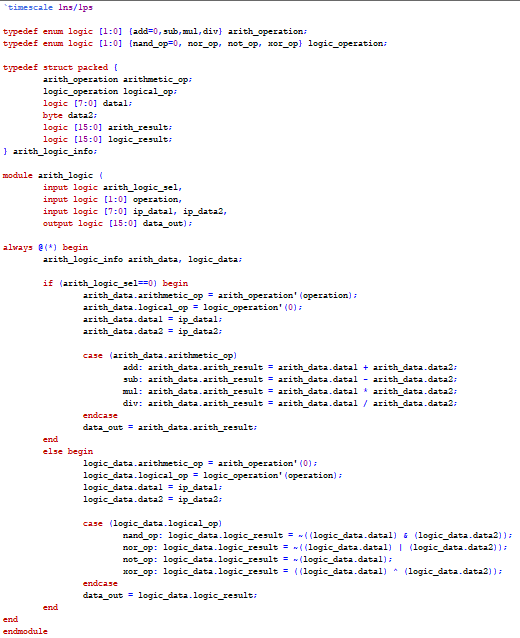 `timescale 1ns/1ps
typedef enum logic [1:0] {add=0,sub,mul,div} arith_operation;
typedef enum logic [1:0] {nand_op=0, nor_op, not_op, xor_op} logic_operation;
typedef struct packed {
arith_operation arithmetic_op;
logic_operation logical_op;
logic [7:0] data1;
byte data2;
logic [15:0] arith_result;
logic [15:0] logic_result;
} arith_logic_info;
module arith_logic (
input logic arith_logic_sel,
input logic [1:0] operation,
input logic [7:0] ip_data1, ip_data2,
output logic [15:0] data_out);
always @(*) begin
arith_logic_info arith_data, logic_data;
if (arith_logic_sel==0) begin
arith_data.arithmetic_op = arith_operation'(operation);
arith_data.logical_op = logic_operation'(0);
arith_data.data1 = ip_data1;
arith_data.data2 = ip_data2;
case (arith_data.arithmetic_op)
add: arith_data.arith_result = arith_data.data1 + arith_data.data2;
sub: arith_data.arith_result = arith_data.data1 - arith_data.data2;
mul: arith_data.arith_result = arith_data.data1 * arith_data.data2;
div: arith_data.arith_result = arith_data.data1 / arith_data.data2;
endcase
data_out = arith_data.arith_result;
end
else begin
logic_data.arithmetic_op = arith_operation'(0);
logic_data.logical_op = logic_operation'(operation);
logic_data.data1 = ip_data1;
logic_data.data2 = ip_data2;
case (logic_data.logical_op)
nand_op: logic_data.logic_result = ~((logic_data.data1) & (logic_data.data2));
nor_op: logic_data.logic_result = ~((logic_data.data1) | (logic_data.data2));
not_op: logic_data.logic_result = ~(logic_data.data1);
xor_op: logic_data.logic_result = ((logic_data.data1) ^ (logic_data.data2));
endcase
data_out = logic_data.logic_result;
end
end
endmodule